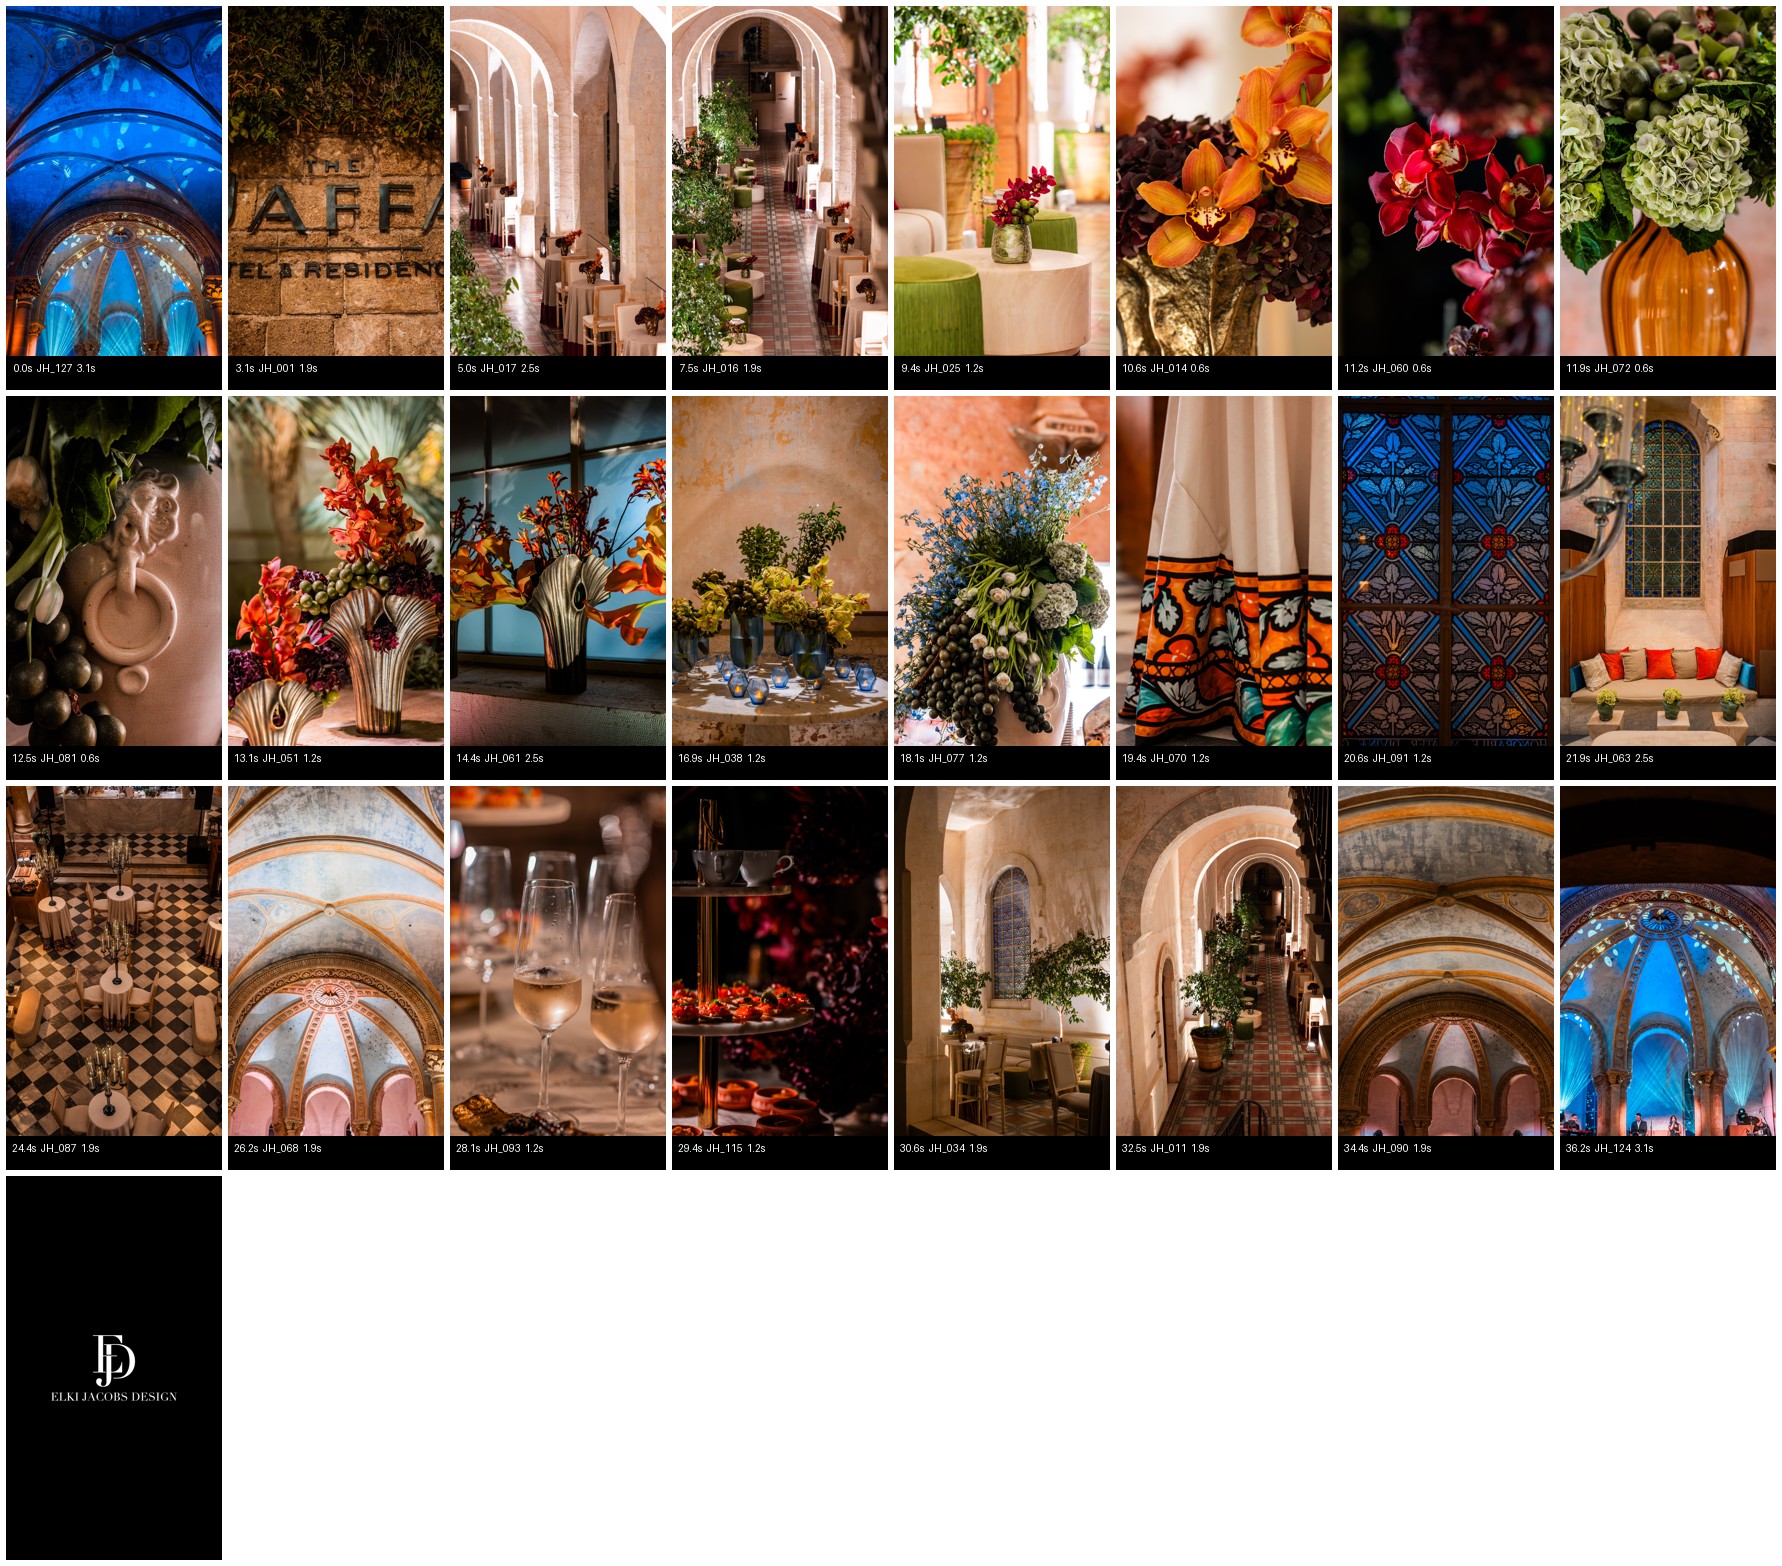 0.0s JH_127 3.1s
THE
JAFFA
TEL & RESIDENC
3.1s JH_001 1.9s
5.0s JH_017 2.5s
7.5s JH_016 1.9s
9.4s JH_025 1.2s
10.6s JH_014 0.6s
11.2s JH_060 0.6s
11.9s JH_072 0.6s
12.5s JH_081 0.6s
13.1s JH_051 1.2s
14.4s JH_061 2.5s
16.9s JH_038 1.2s
18.1s JH_077 1.2s
19.4s JH_070 1.2s
20.6s JH_091 1.2s
21.9s JH_063 2.5s
24.4s JH_087 1.9s
26.2s JH_068 1.9s
28.1s JH_093 1.2s
29.4s JH_115 1.2s
30.6s JH_034 1.9s
32.5s JH_011 1.9s
34.4s JH_090 1.9s
36.2s JH_124 3.1s
EJD
ELKI JACOBS DESIGN